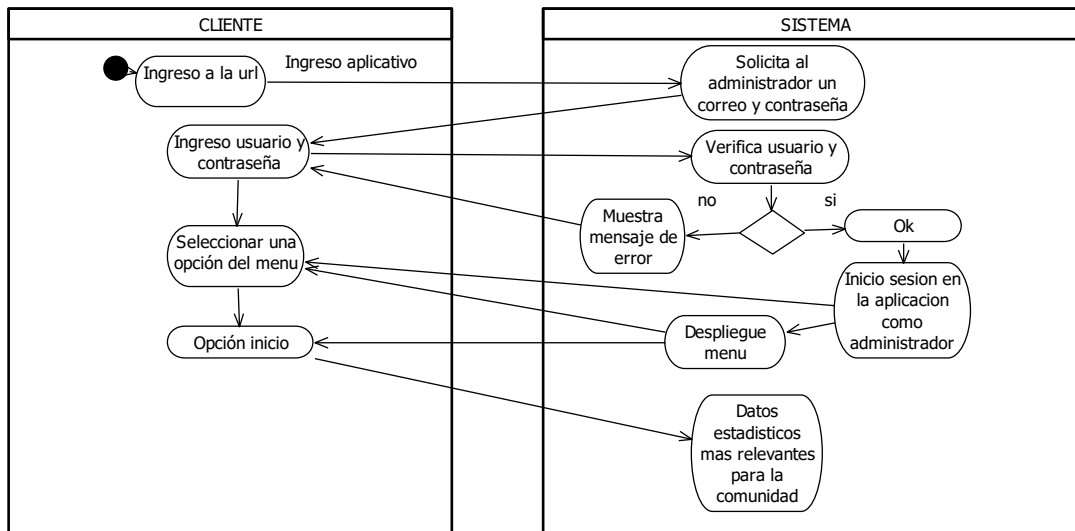 CLIENTE
SISTEMA
Ingreso a la url
Ingreso aplicativo
Solicita al
administrador un
correo y contraseña
Ingreso usuario y
contraseña
Verifica usuario y
contraseña
no
si
Muestra
mensaje de
error
Ok
Seleccionar una
opción del menu
Inicio sesion en
la aplicacion
como
administrador
Despliegue
menu
Opción inicio
Datos
estadisticos
mas relevantes
para la
comunidad